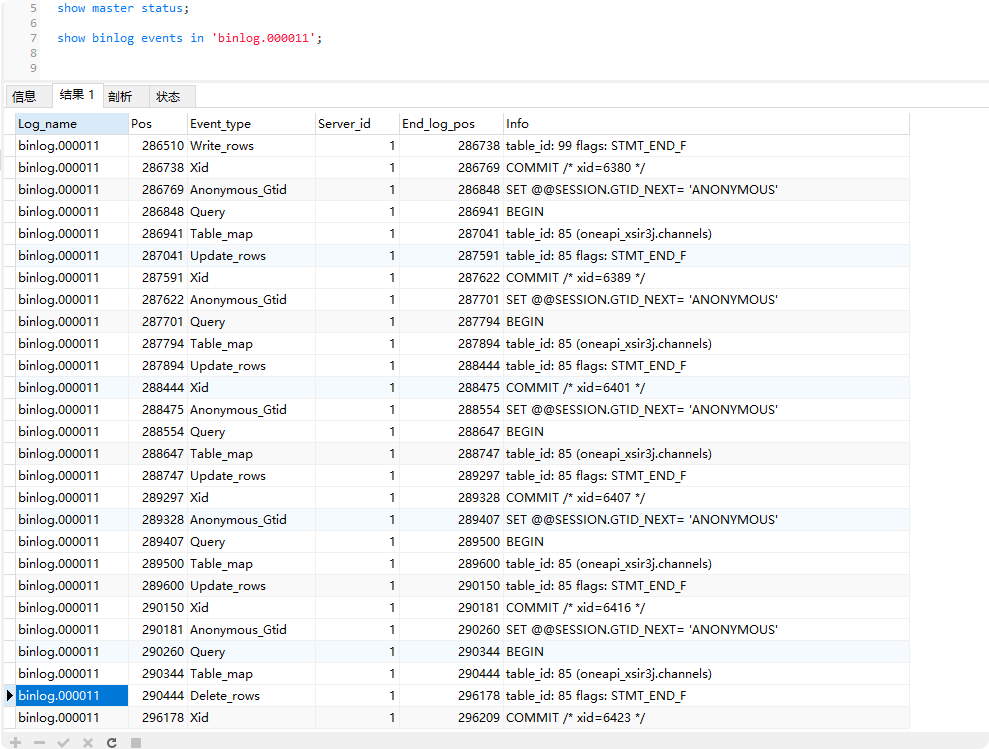 5 show master status;
6
7 show binlog events in 'binlog.000011';
8
9
信息 结果 1 剖析 状态
Log_name Pos Event_type Server_id End_log_pos Info
binlog.000011 286510 Write_rows 1 286738 table_id: 99 flags: STMT_END_F
binlog.000011 286738 Xid 1 286769 COMMIT /* xid=6380 */
binlog.000011 286769 Anonymous_Gtid 1 286848 SET @@SESSION.GTID_NEXT= 'ANONYMOUS'
binlog.000011 286848 Query 1 286941 BEGIN
binlog.000011 286941 Table_map 1 287041 table_id: 85 (oneapi_xsir3j.channels)
binlog.000011 287041 Update_rows 1 287591 table_id: 85 flags: STMT_END_F
binlog.000011 287591 Xid 1 287622 COMMIT /* xid=6389 */
binlog.000011 287622 Anonymous_Gtid 1 287701 SET @@SESSION.GTID_NEXT= 'ANONYMOUS'
binlog.000011 287701 Query 1 287794 BEGIN
binlog.000011 287794 Table_map 1 287894 table_id: 85 (oneapi_xsir3j.channels)
binlog.000011 287894 Update_rows 1 288444 table_id: 85 flags: STMT_END_F
binlog.000011 288444 Xid 1 288475 COMMIT /* xid=6401 */
binlog.000011 288475 Anonymous_Gtid 1 288554 SET @@SESSION.GTID_NEXT= 'ANONYMOUS'
binlog.000011 288554 Query 1 288647 BEGIN
binlog.000011 288647 Table_map 1 288747 table_id: 85 (oneapi_xsir3j.channels)
binlog.000011 288747 Update_rows 1 289297 table_id: 85 flags: STMT_END_F
binlog.000011 289297 Xid 1 289328 COMMIT /* xid=6407 */
binlog.000011 289328 Anonymous_Gtid 1 289407 SET @@SESSION.GTID_NEXT= 'ANONYMOUS'
binlog.000011 289407 Query 1 289500 BEGIN
binlog.000011 289500 Table_map 1 289600 table_id: 85 (oneapi_xsir3j.channels)
binlog.000011 289600 Update_rows 1 290150 table_id: 85 flags: STMT_END_F
binlog.000011 290150 Xid 1 290181 COMMIT /* xid=6416 */
binlog.000011 290181 Anonymous_Gtid 1 290260 SET @@SESSION.GTID_NEXT= 'ANONYMOUS'
binlog.000011 290260 Query 1 290344 BEGIN
binlog.000011 290344 Table_map 1 290444 table_id: 85 (oneapi_xsir3j.channels)
binlog.000011 290444 Delete_rows 1 296178 table_id: 85 flags: STMT_END_F
binlog.000011 296178 Xid 1 296209 COMMIT /* xid=6423 */